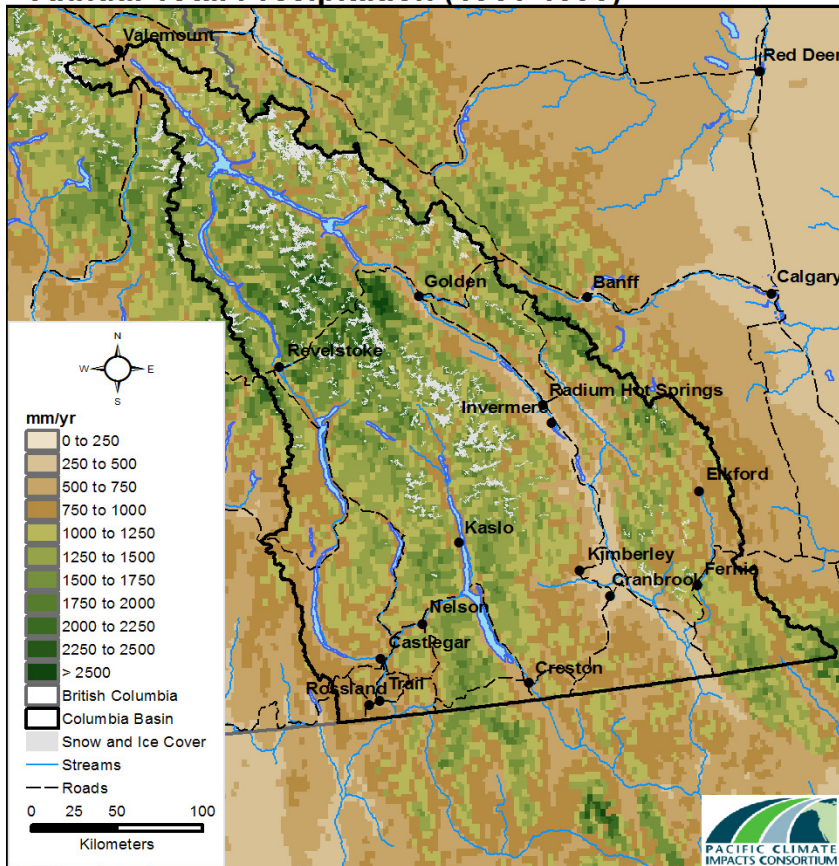 Valemount
Red Deer
Golden
Banff
Calgary
Revelstoke
Radium Hot Springs
Invermere
Elkford
Kaslo
Kimberley
Cranbrook
Fernie
Nelson
Castlegar
Creston
Rossland
Trail
N
W
E
S
mm/yr
0 to 250
250 to 500
500 to 750
750 to 1000
1000 to 1250
1250 to 1500
1500 to 1750
1750 to 2000
2000 to 2250
2250 to 2500
> 2500
British Columbia
Columbia Basin
Snow and Ice Cover
Streams
Roads
0 25 50 100
Kilometers
PACIFIC CLIMATE
IMPACTS CONSORTIUM